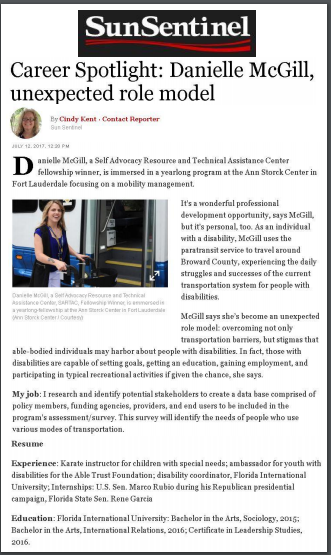 SunSentinel
Career Spotlight: Danielle McGill,
unexpected role model
By Cindy Kent · Contact Reporter
Sun Sentinel
JULY 12, 2017, 12:20 PM
Danielle McGill, a Self Advocacy Resource and Technical Assistance Center
fellowship winner, is immersed in a yearlong program at the Ann Storck Center in
Fort Lauderdale focusing on a mobility management.
It's a wonderful professional
development opportunity, says McGill,
but it's personal, too. As an individual
with a disability, McGill uses the
paratransit service to travel around
Broward County, experiencing the daily
struggles and successes of the current
transportation system for people with
disabilities.
Danielle McGill, a Self Advocacy Resource and Technical
Assistance Center, SARTAC, Fellowship Winner, is immersed in
a yearlong fellowship at the Ann Storck Center in Fort Lauderdale
(Ann Storck Center / Courtesy)
McGill says she's become an unexpected
role model: overcoming not only
transportation barriers, but stigmas that
able-bodied individuals may harbor about people with disabilities. In fact, those with
disabilities are capable of setting goals, getting an education, gaining employment, and
participating in typical recreational activities if given the chance, she says.
My job: I research and identify potential stakeholders to create a data base comprised of
policy members, funding agencies, providers, and end users to be included in the
program's assessment/survey. This survey will identify the needs of people who use
various modes of transportation.
Resume
Experience: Karate instructor for children with special needs; ambassador for youth with
disabilities for the Able Trust Foundation; disability coordinator, Florida International
University; Internships: U.S. Sen. Marco Rubio during his Republican presidential
campaign, Florida State Sen. Rene Garcia
Education: Florida International University: Bachelor in the Arts, Sociology, 2015;
Bachelor in the Arts, International Relations, 2016; Certificate in Leadership Studies,
2016.